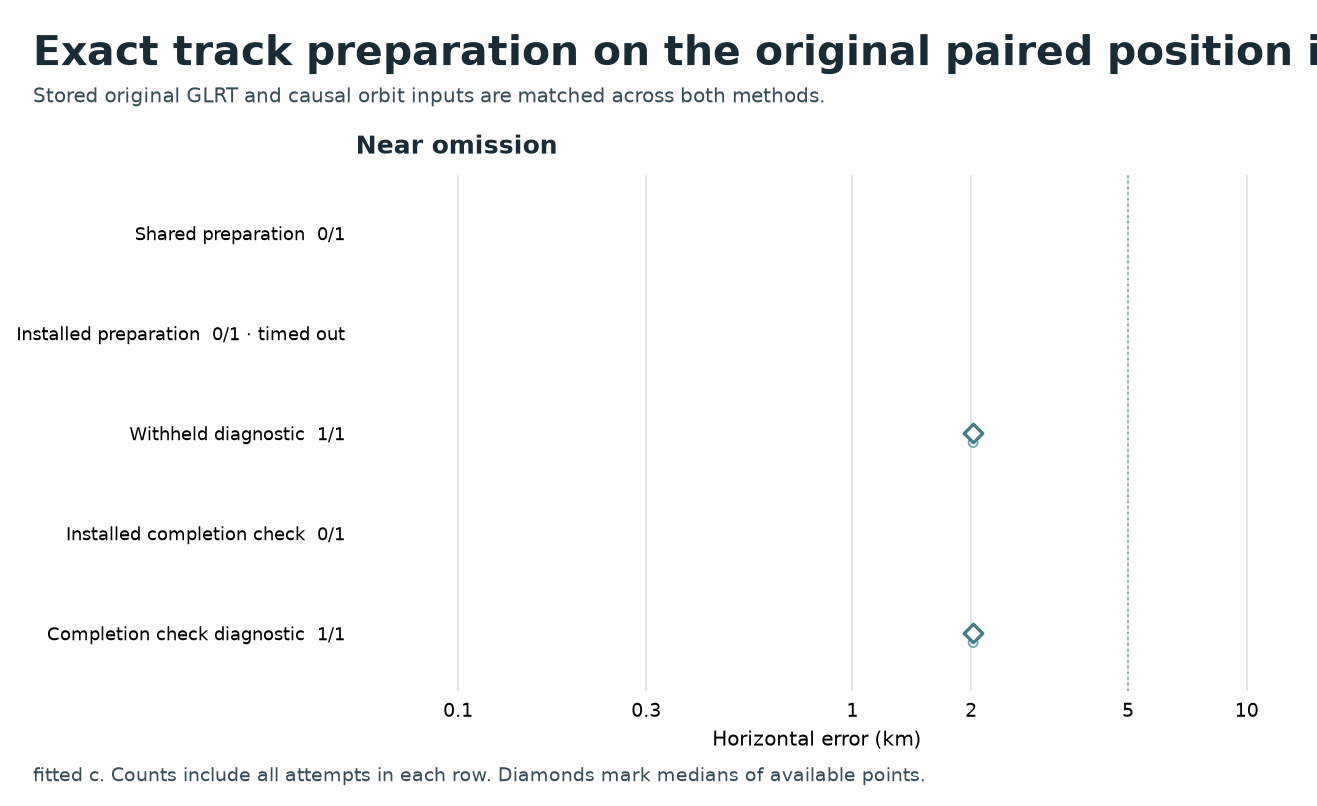 Exact track preparation on the original paired position i
Stored original GLRT and causal orbit inputs are matched across both methods.
Near omission
Shared preparation 0/1
Installed preparation 0/1 · timed out
Withheld diagnostic 1/1
Installed completion check 0/1
Completion check diagnostic 1/1
0.1 0.3 1 2 5 10
Horizontal error (km)
fitted c. Counts include all attempts in each row. Diamonds mark medians of available points.